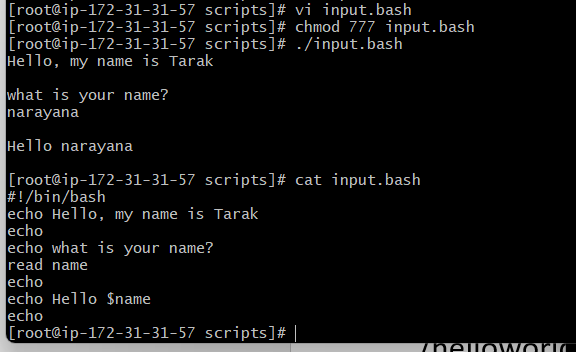 [root@ip-172-31-31-57 scripts]# vi input.bash
[root@ip-172-31-31-57 scripts]# chmod 777 input.bash
[root@ip-172-31-31-57 scripts]# ./input.bash
Hello, my name is Tarak

what is your name?
narayana

Hello narayana

[root@ip-172-31-31-57 scripts]# cat input.bash
#!/bin/bash
echo Hello, my name is Tarak
echo
echo what is your name?
read name
echo
echo Hello $name
echo
[root@ip-172-31-31-57 scripts]#
/helloworld